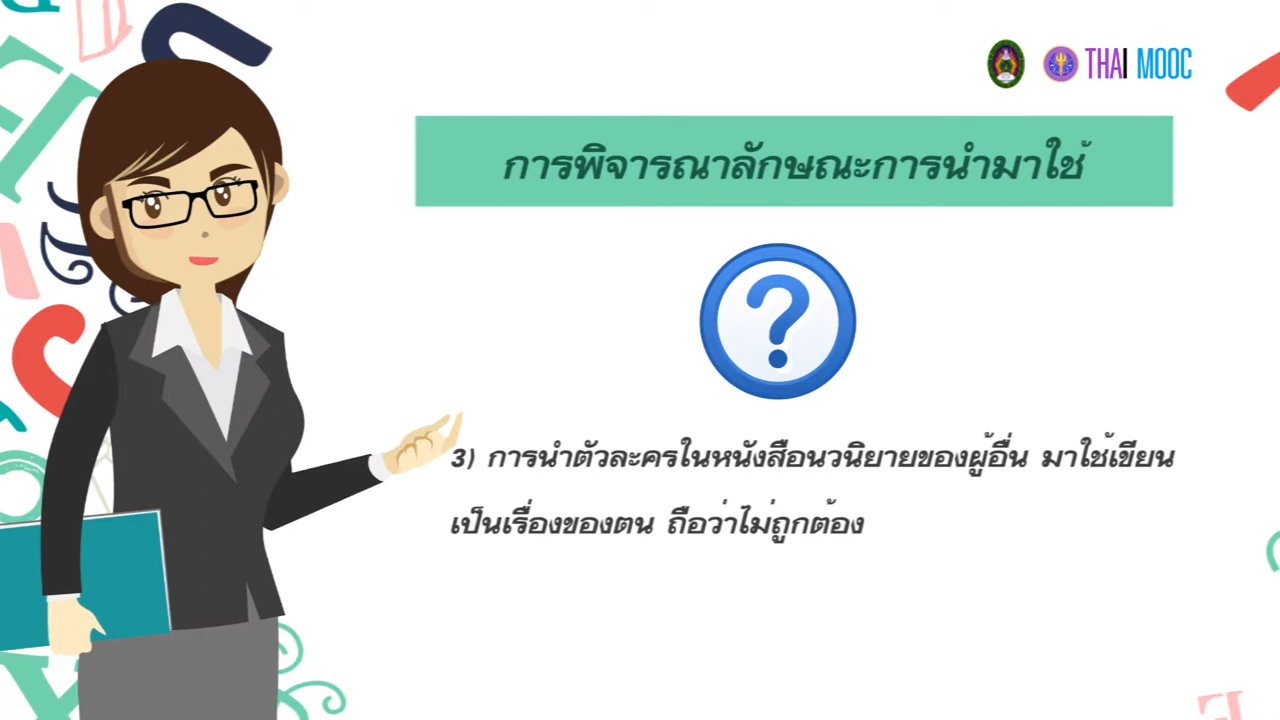 THAI MOOC
การพิจารณาลักษณะการนำมาใช้
3) การนำตัวละครในหนังสือนวนิยายของผู้อื่น มาใช้เขียน
เป็นเรื่องของตน ถือว่าไม่ถูกต้อง